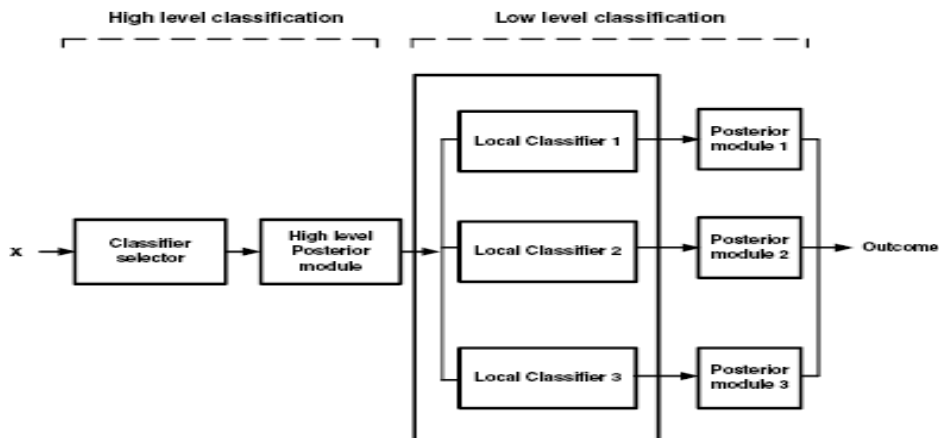 High level classification
Low level classification
Local Classifier 1
Posterior
module 1
X
Classifier
selector
High level
Posterior
module
Local Classifier 2
Posterior
module 2
Outcome
Local Classifier 3
Posterior
module 3